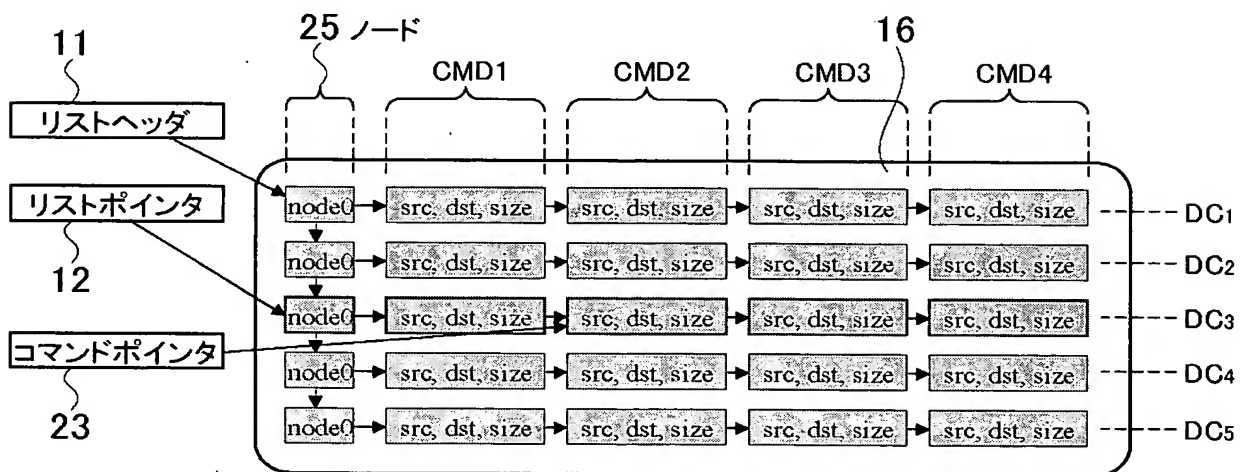 11
25 ノード
16
CMD1 CMD2 CMD3 CMD4
リストヘッダ
リストポインタ
12
コマンドポインタ
23
node0 src, dst, size src, dst, size src, dst, size src, dst, size DC1
node0 src, dst, size src, dst, size src, dst, size src, dst, size DC2
node0 src, dst, size src, dst, size src, dst, size src, dst, size DC3
node0 src, dst, size src, dst, size src, dst, size src, dst, size DC4
node0 src, dst, size src, dst, size src, dst, size src, dst, size DC5